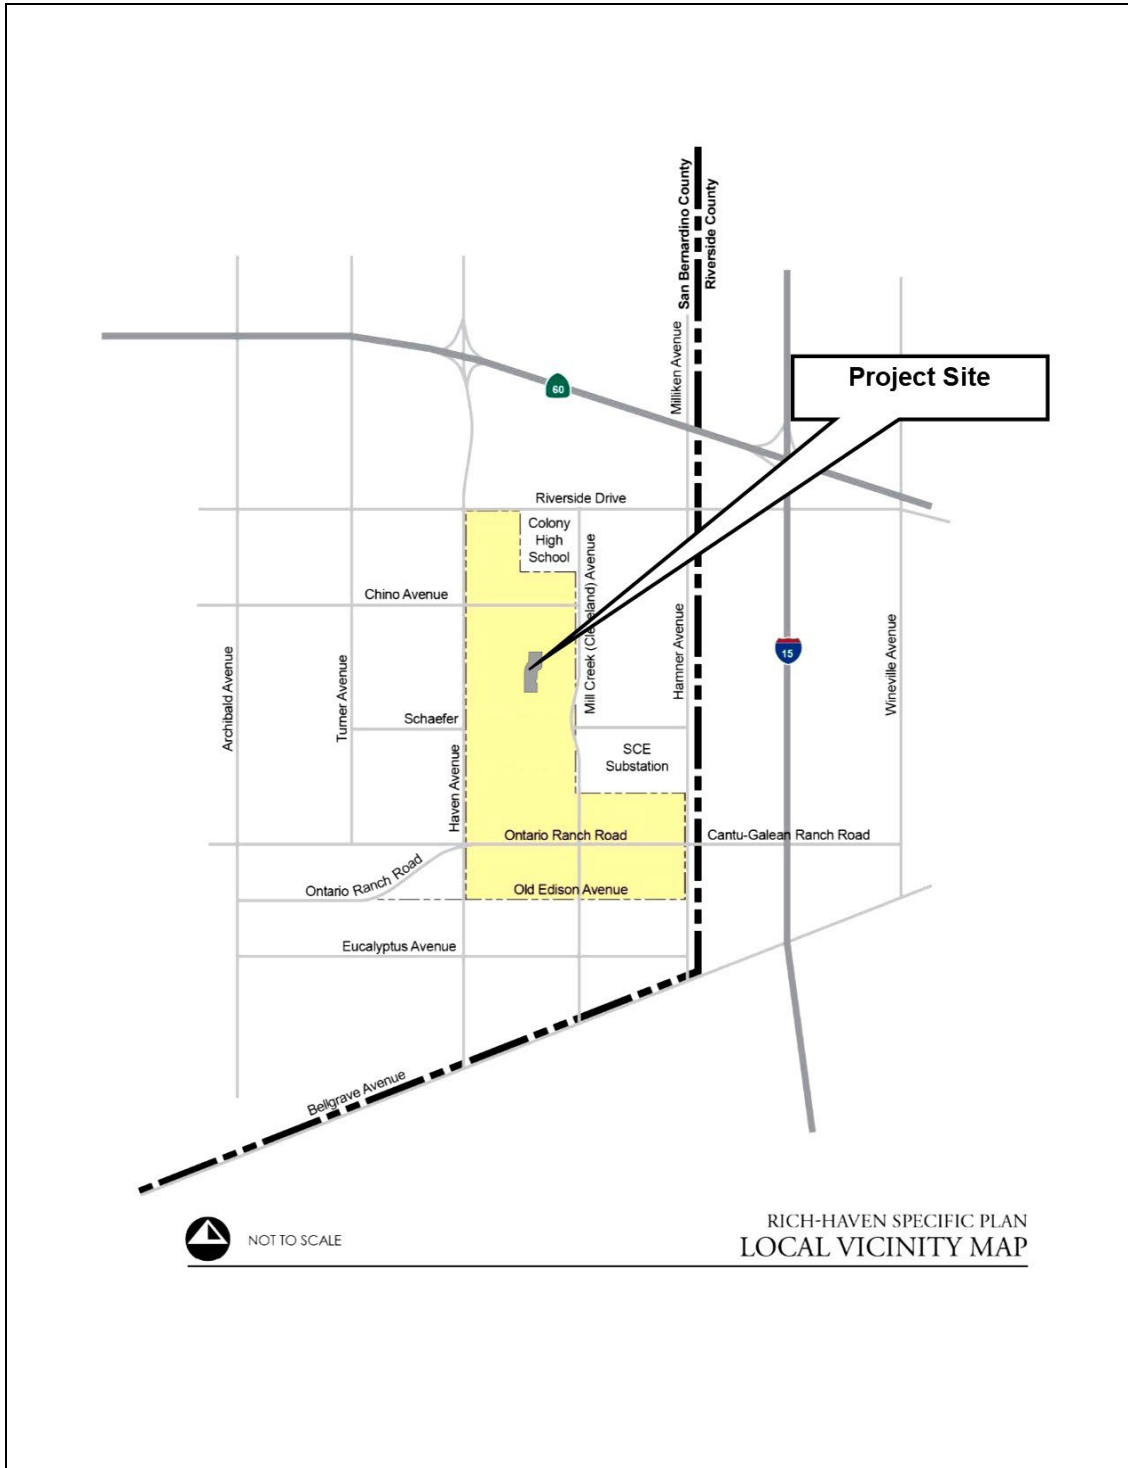 San Bernardino County
Riverside County
Milliken Avenue
Project Site
60
Riverside Drive
Colony
High
School
Mill Creek (Cleveland) Avenue
Chino Avenue
Hamner Avenue
15
Wineville Avenue
Archibald Avenue
Turner Avenue
Schaefer
Haven Avenue
SCE
Substation
Ontario Ranch Road
Cantu-Galean Ranch Road
Ontario Ranch Road
Old Edison Avenue
Eucalyptus Avenue
Bellgrave Avenue
NOT TO SCALE
RICH-HAVEN SPECIFIC PLAN
LOCAL VICINITY MAP